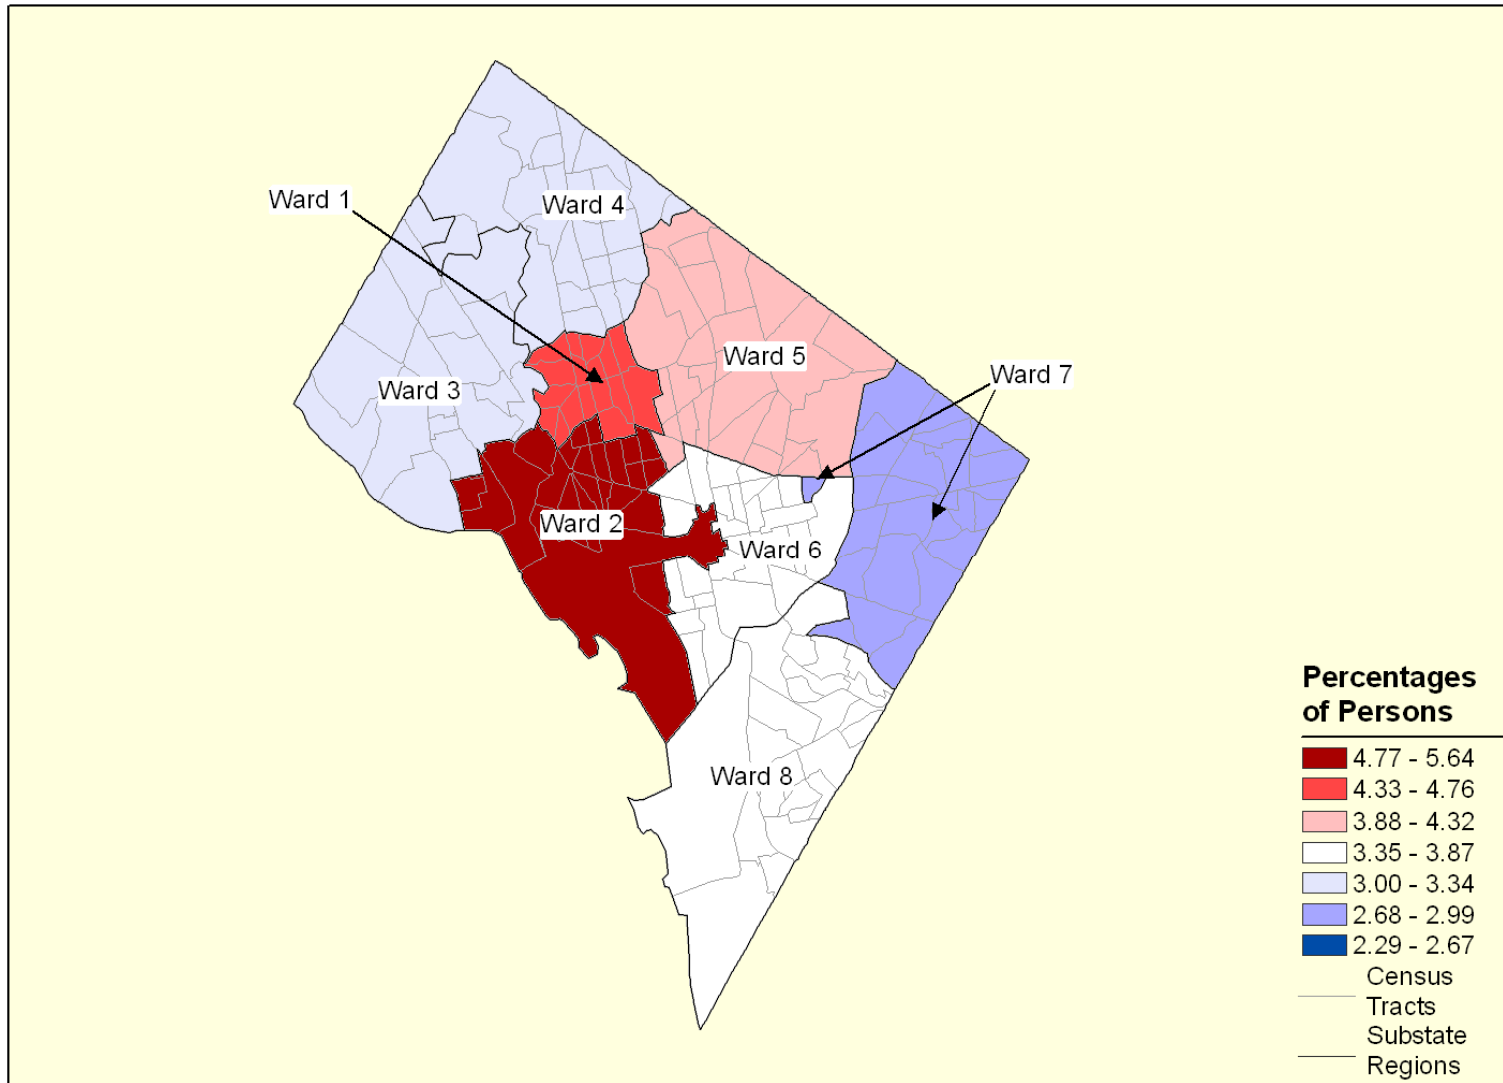 Ward 1
Ward 4
Ward 5
Ward 7
Ward 3
Ward 2
Ward 6
Ward 8
Percentages
of Persons
4.77 - 5.64
4.33 - 4.76
3.88 - 4.32
3.35 - 3.87
3.00 - 3.34
2.68 - 2.99
2.29 - 2.67
Census
Tracts
Substate
Regions